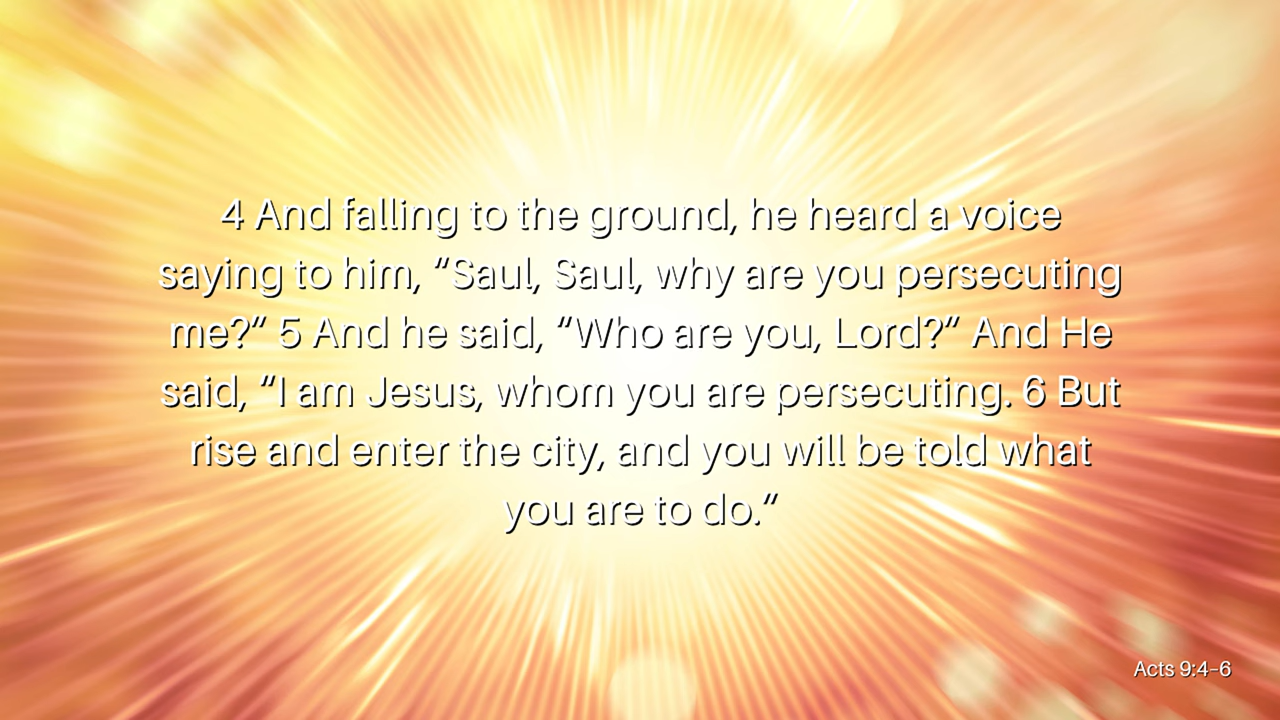 4 And falling to the ground, he heard a voice
saying to him, “Saul, Saul, why are you persecuting
me?” 5 And he said, “Who are you, Lord?” And He
said, “I am Jesus, whom you are persecuting. 6 But
rise and enter the city, and you will be told what
you are to do.”
Acts 9:4–6